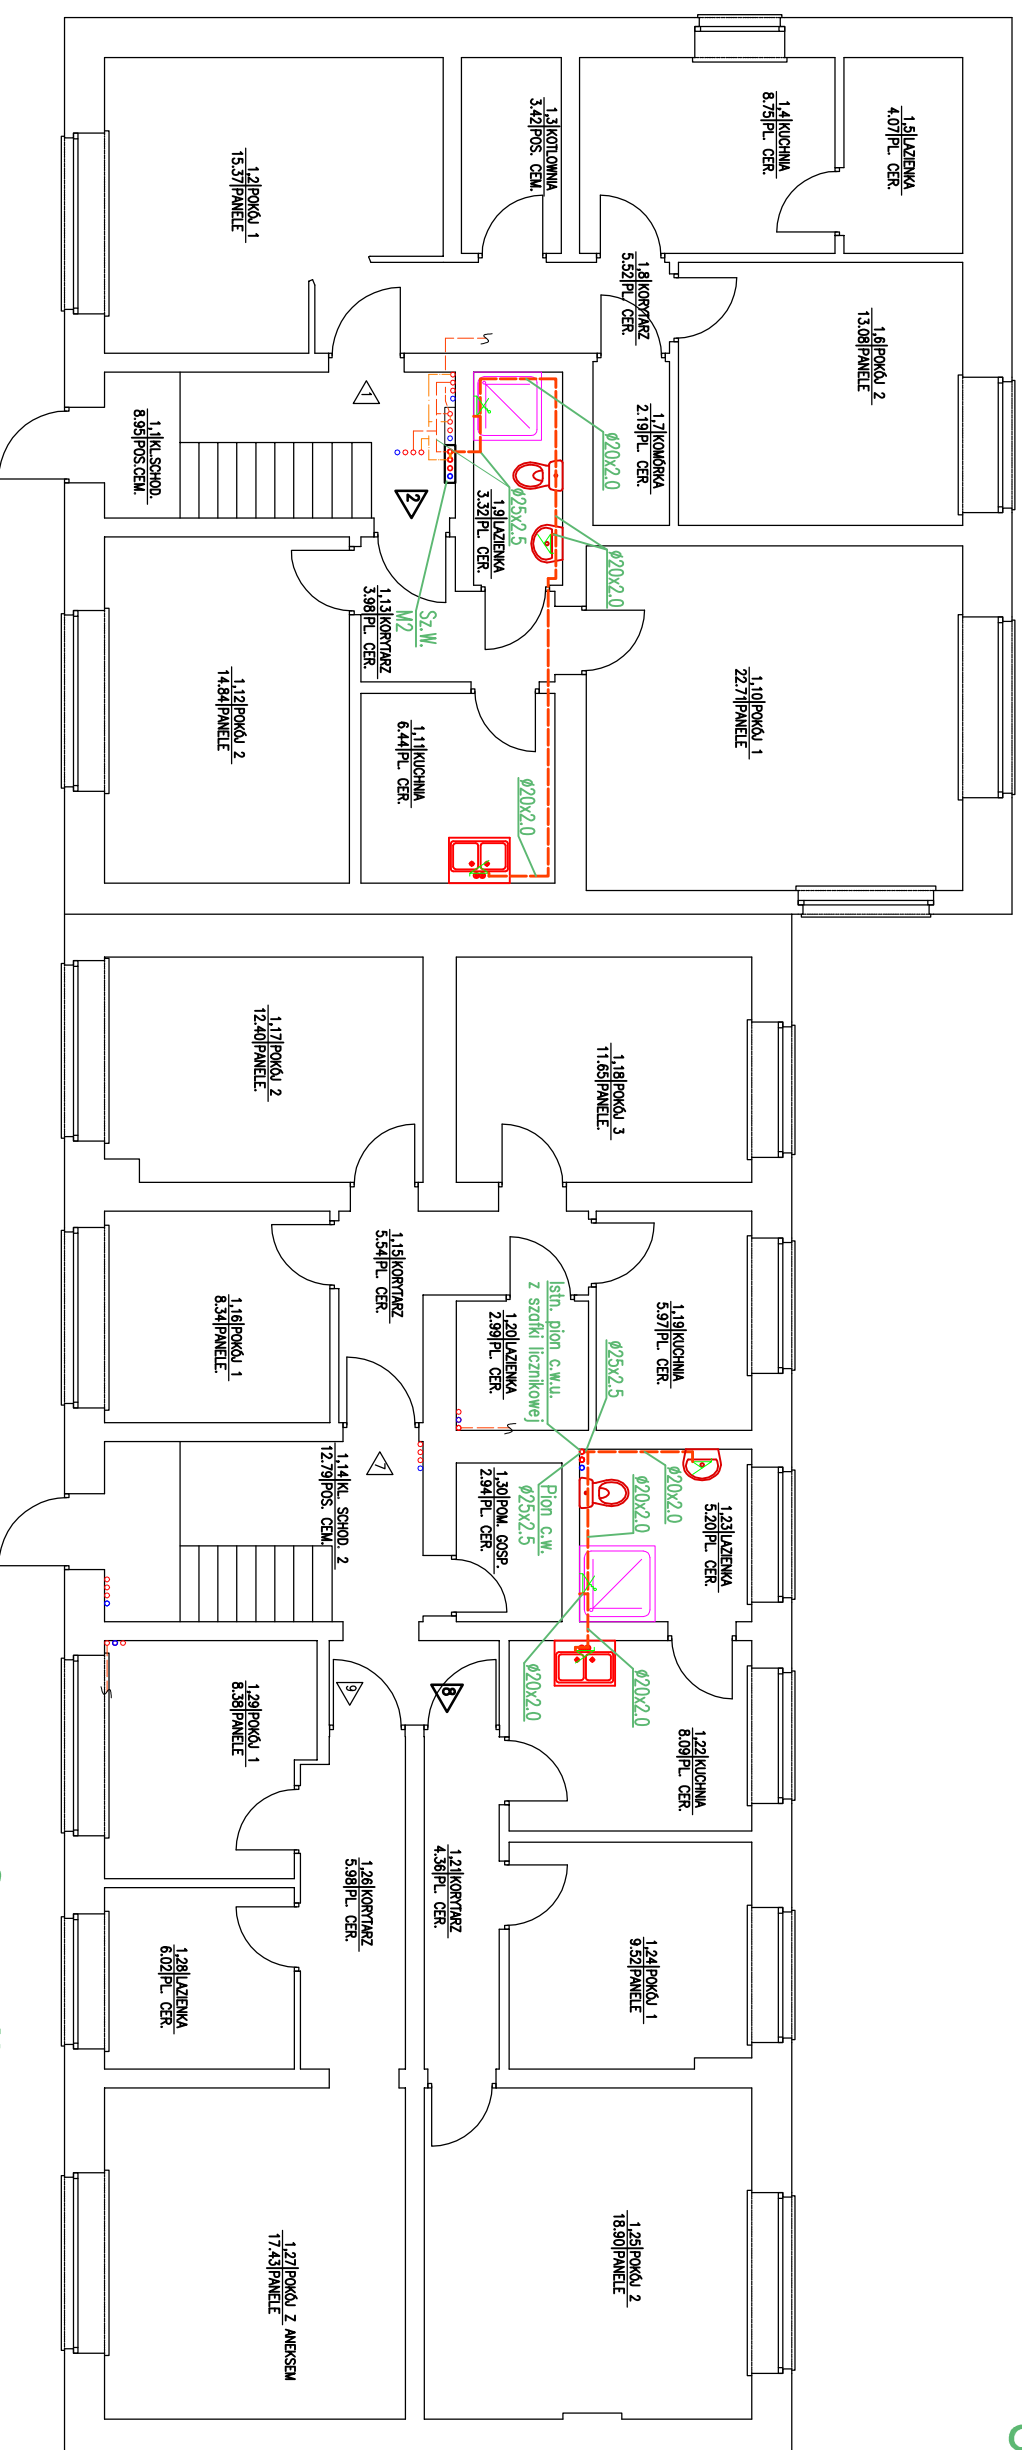 1,5|ŁAZIENKA
4.07|PL. CER.
1,4|KUCHNIA
8.75|PL. CER.
1,3|KOTŁOWNIA
3.42|POS. CEM.
1,2|POKÓJ 1
15.37|PANELE
1,8|KORYTARZ
5.52|PL. CER.
1,6|POKÓJ 2
13.08|PANELE
1,7|KOMÓRKA
2.19|PL. CER.
1,1|KL.SCHOD.
8.95|POS.CEM.
1
2
ø20x2.0
ø25x2.5
1,9|ŁAZIENKA
3.32|PL. CER.
ø20x2.0
1,13|KORYTARZ
3.98|PL. CER.
Sz.W.
M2
1,10|POKÓJ 1
22.71|PANELE
1,12|POKÓJ 2
14.84|PANELE
1,11|KUCHNIA
6.44|PL. CER.
ø20x2.0
1,17|POKÓJ 2
12.40|PANELE.
1,18|POKÓJ 3
11.65|PANELE.
1,15|KORYTARZ
5.54|PL. CER.
1,16|POKÓJ 1
8.34|PANELE.
1,19|KUCHNIA
5.97|PL. CER.
1,20|ŁAZIENKA
2.99|PL. CER.
Istn. pion c.w.u.
z szafki licznikowej
ø25x2.5
1,14|KL. SCHOD. 2
12.79|POS. CEM.
7
1,30|POM. GOSP.
2.94|PL. CER.
Pion c.w.
ø25x2.5
ø20x2.0
ø20x2.0
1,23|ŁAZIENKA
5.20|PL. CER.
ø20x2.0
ø20x2.0
1,29|POKÓJ 1
8.38|PANELE
9
8
1,22|KUCHNIA
8.09|PL. CER.
1,26|KORYTARZ
5.98|PL. CER.
1,21|KORYTARZ
4.36|PL. CER.
1,24|POKÓJ 1
9.52|PANELE
1,28|ŁAZIENKA
6.02|PL. CER.
1,25|POKÓJ 2
18.90|PANELE
1,27|POKÓJ Z ANEKSEM
17.43|PANELE